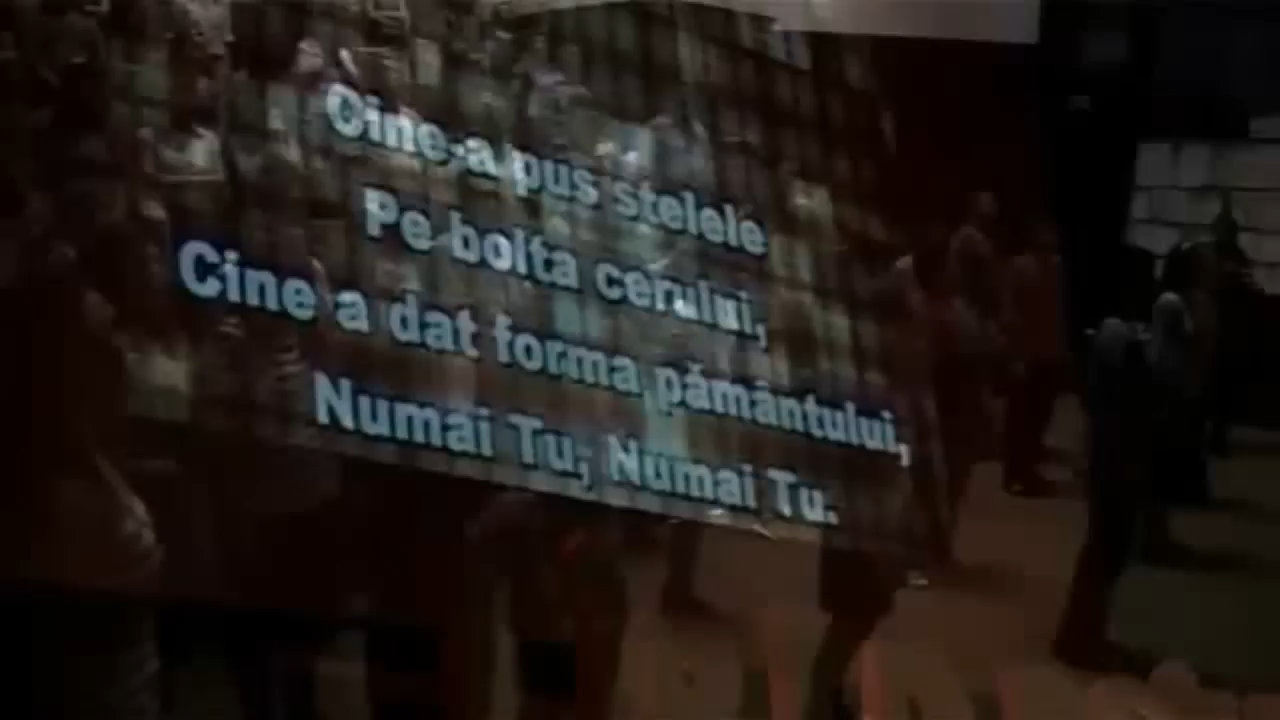 Cine-a pus stelele
Pe bolta cerului,
Cine a dat forma pământului,
Numai Tu, Numai Tu.